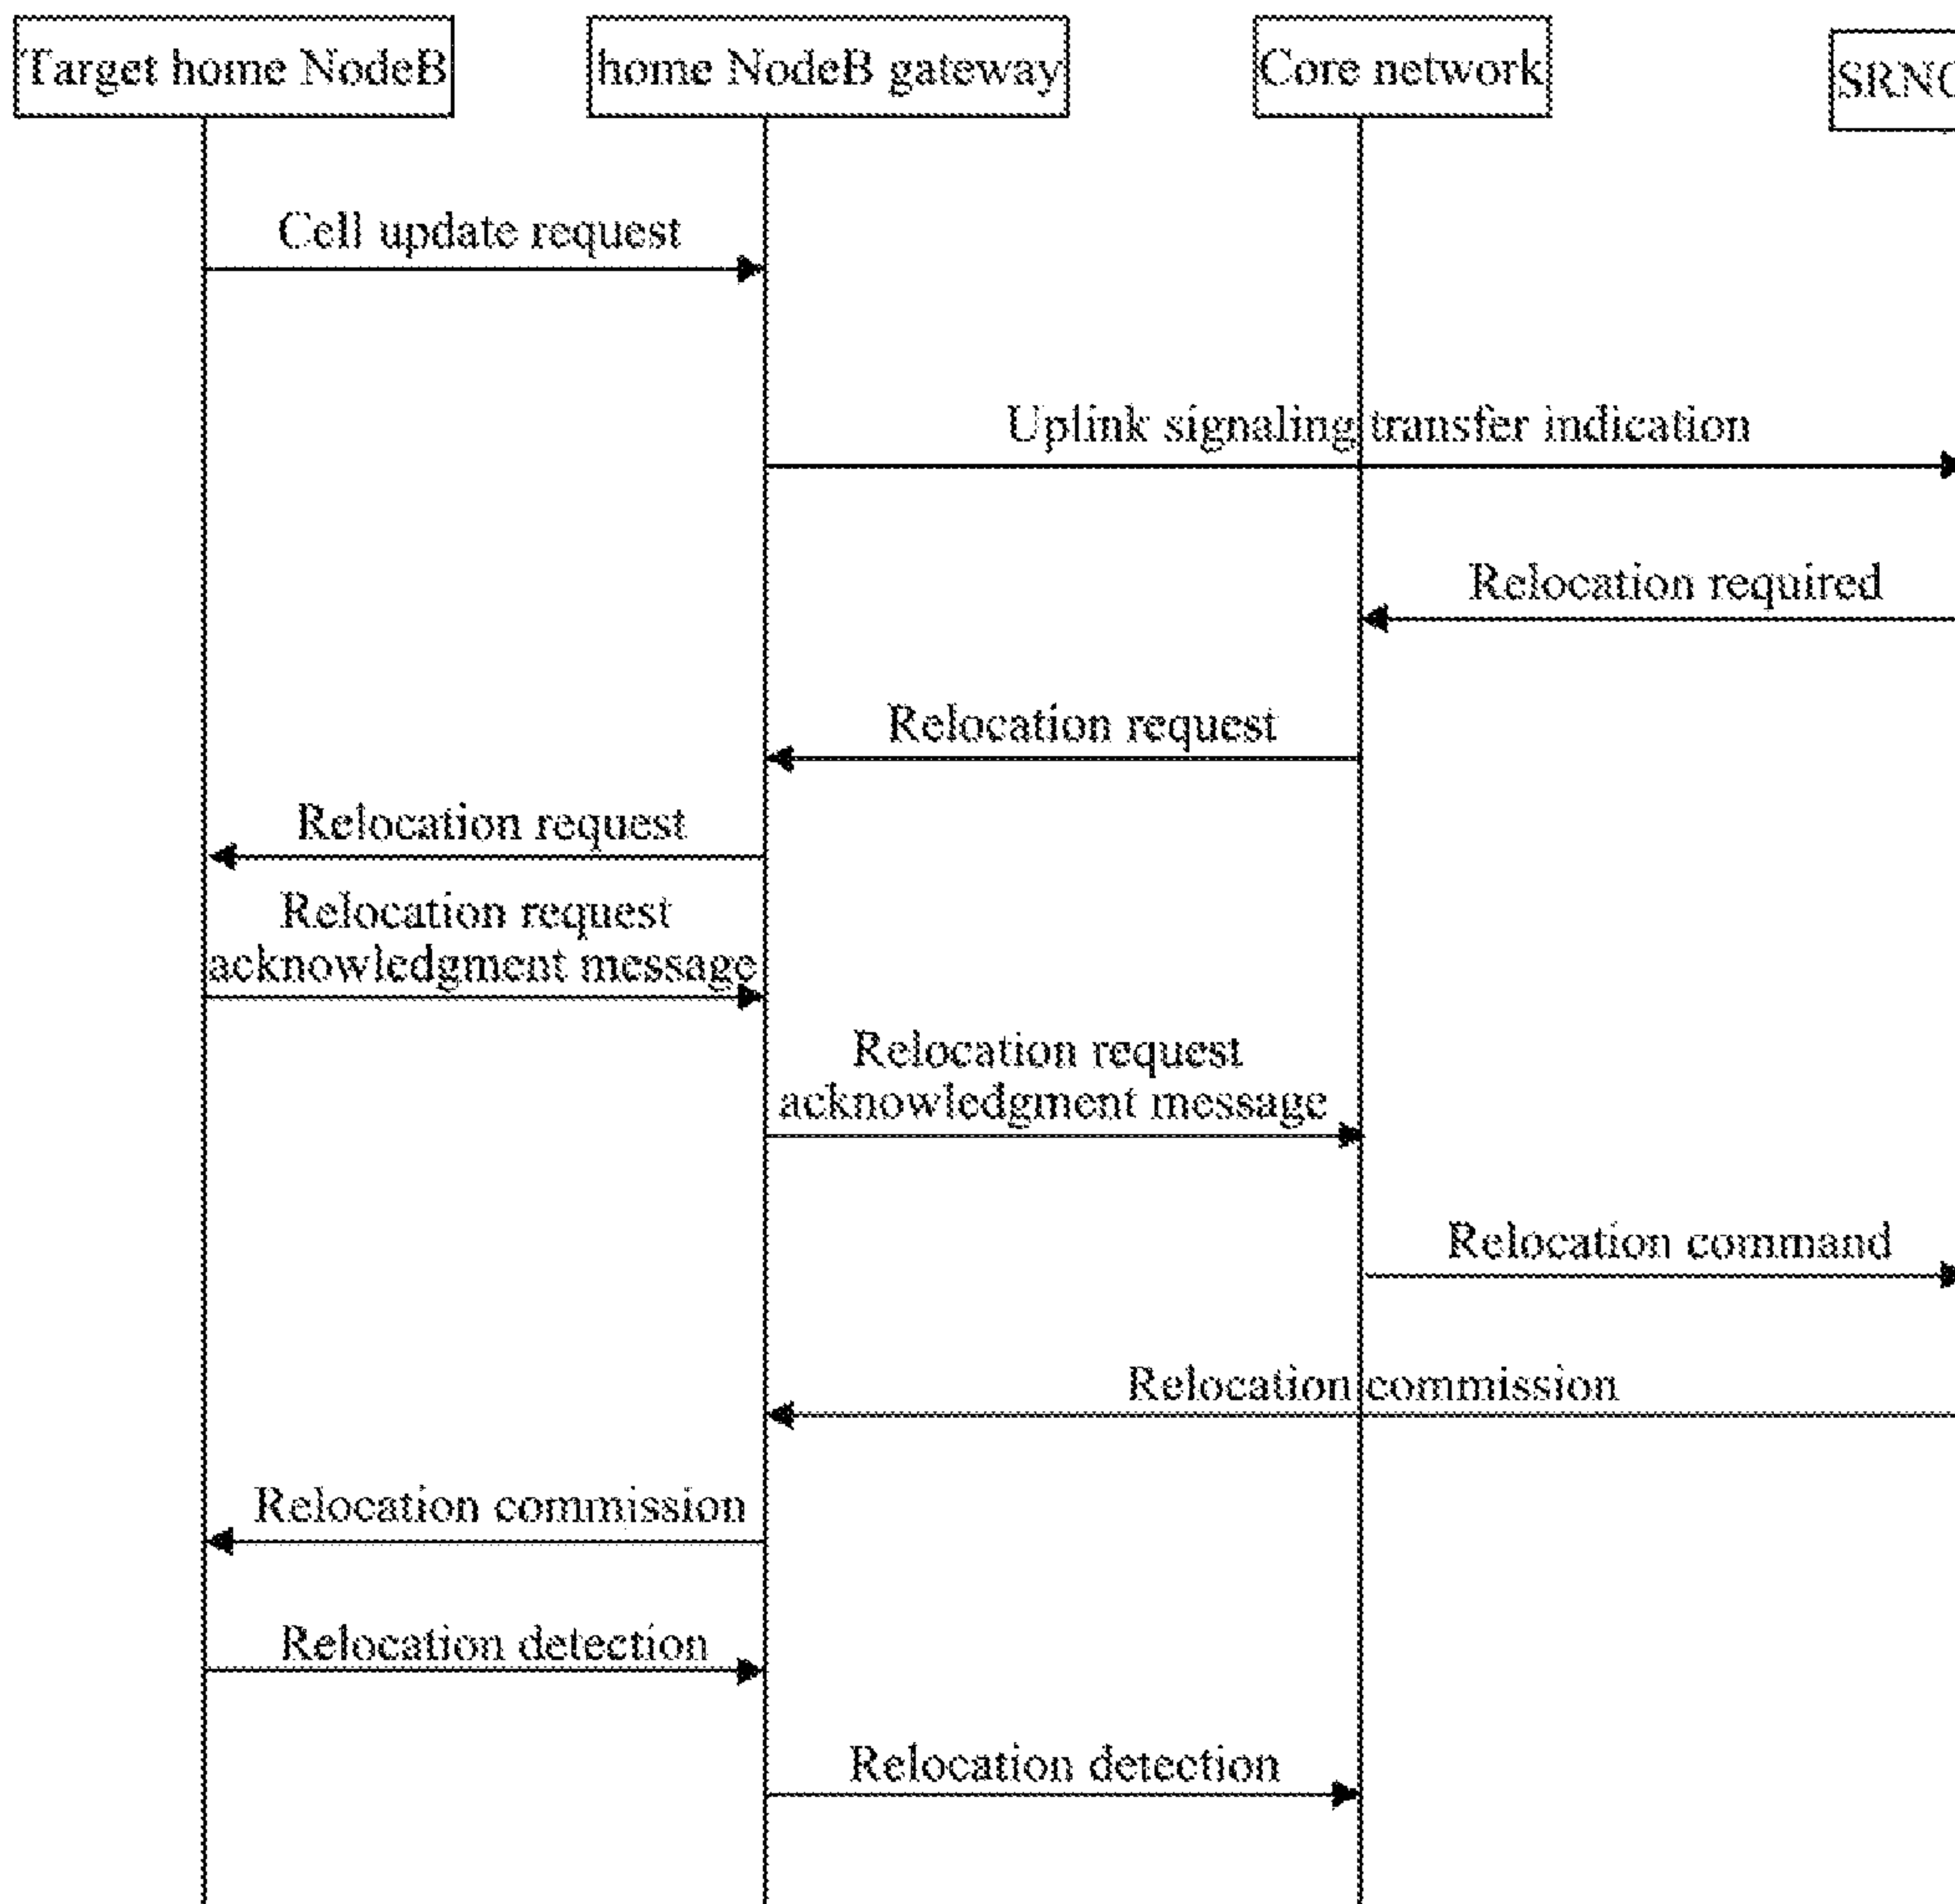 Target home NodeB
home NodeB gateway
Core network
SRNC
Cell update request
Uplink signaling transfer indication
Relocation required
Relocation request
Relocation request
Relocation request
acknowledgment message
Relocation request
acknowledgment message
Relocation command
Relocation commission
Relocation commission
Relocation detection
Relocation detection